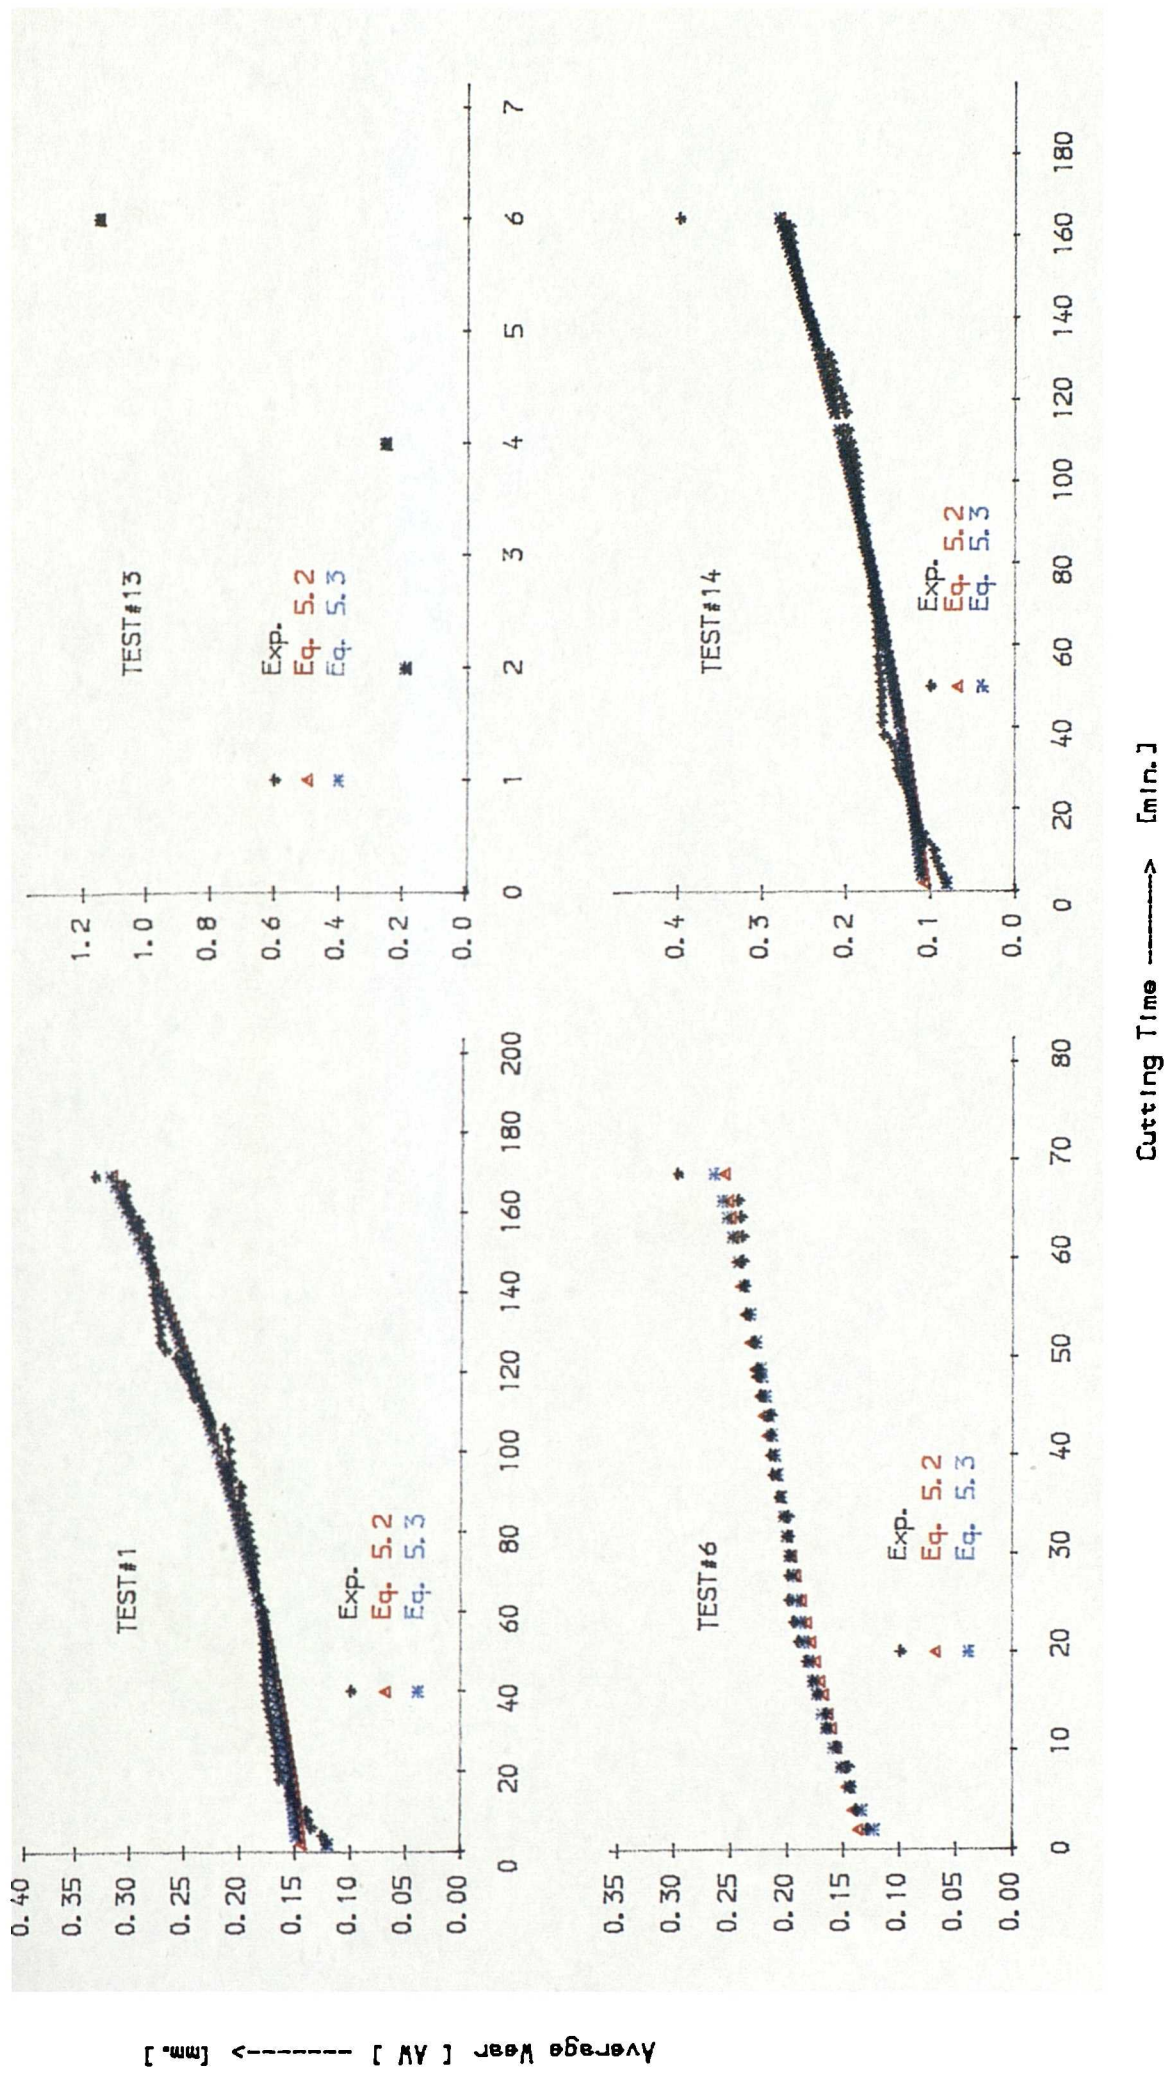 TEST#1
0.40
0.35
0.30
0.25
0.20
0.15
0.10
0.05
0.00
0 20 40 60 80 100 120 140 160 180 200
Exp.
Eq. 5.2
Eq. 5.3
TEST#13
1.2
1.0
0.8
0.6
0.4
0.2
0.0
0 1 2 3 4 5 6 7
Exp.
Eq. 5.2
Eq. 5.3
TEST#6
0.35
0.30
0.25
0.20
0.15
0.10
0.05
0.00
0 10 20 30 40 50 60 70 80
Exp.
Eq. 5.2
Eq. 5.3
TEST#14
0.4
0.3
0.2
0.1
0.0
0 20 40 60 80 100 120 140 160 180
Exp.
Eq. 5.2
Eq. 5.3
Average Wear [ AW ] -------> [mm.]
Cutting Time -------> [min.]